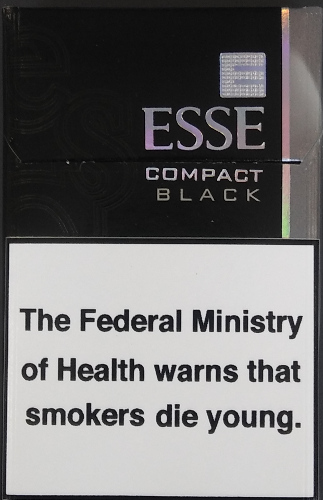 ESSE
COMPACT
BLACK
The Federal Ministry
of Health warns that
smokers die young.